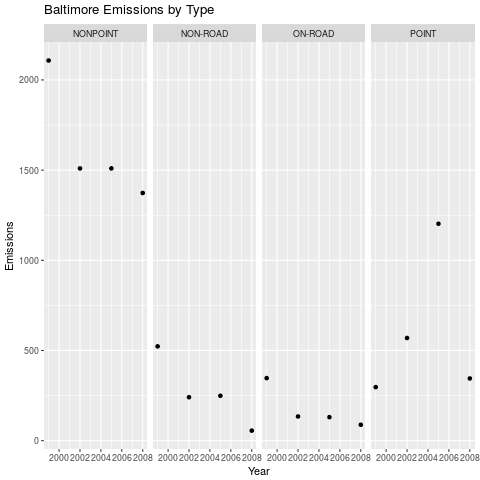 Baltimore Emissions by Type
NONPOINT NON-ROAD ON-ROAD POINT
2000
1500
1000
500
0
Emissions
2000 2002 2004 2006 2008 2000 2002 2004 2006 2008 2000 2002 2004 2006 2008 2000 2002 2004 2006 2008
Year